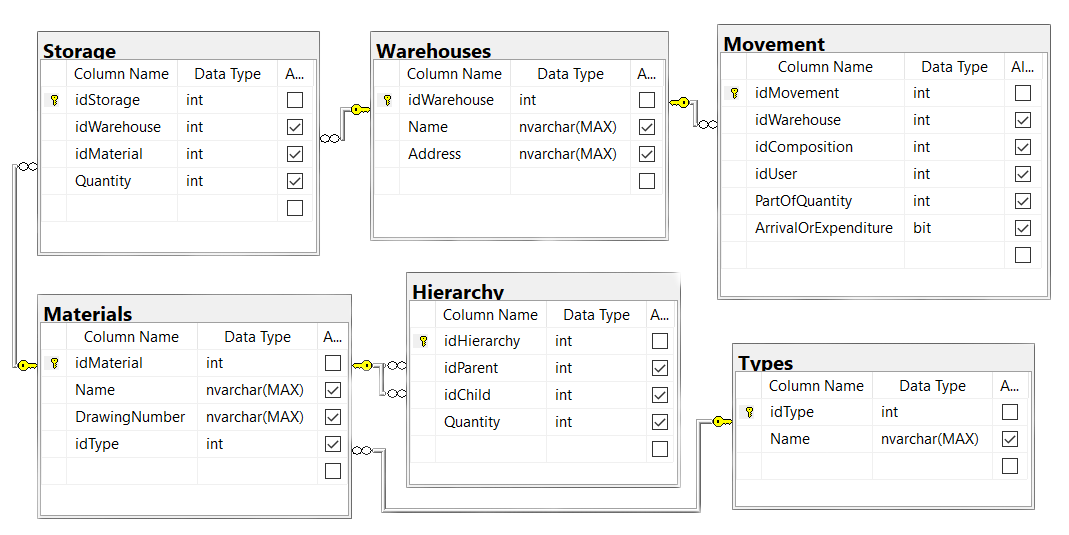 Storage
Column Name Data Type A...
idStorage int
idWarehouse int
idMaterial int
Quantity int
Warehouses
Column Name Data Type A...
idWarehouse int
Name nvarchar(MAX)
Address nvarchar(MAX)
Movement
Column Name Data Type Al...
idMovement int
idWarehouse int
idComposition int
idUser int
PartOfQuantity int
ArrivalOrExpenditure bit
Materials
Column Name Data Type A...
idMaterial int
Name nvarchar(MAX)
DrawingNumber nvarchar(MAX)
idType int
Hierarchy
Column Name Data Type A...
idHierarchy int
idParent int
idChild int
Quantity int
Types
Column Name Data Type A...
idType int
Name nvarchar(MAX)